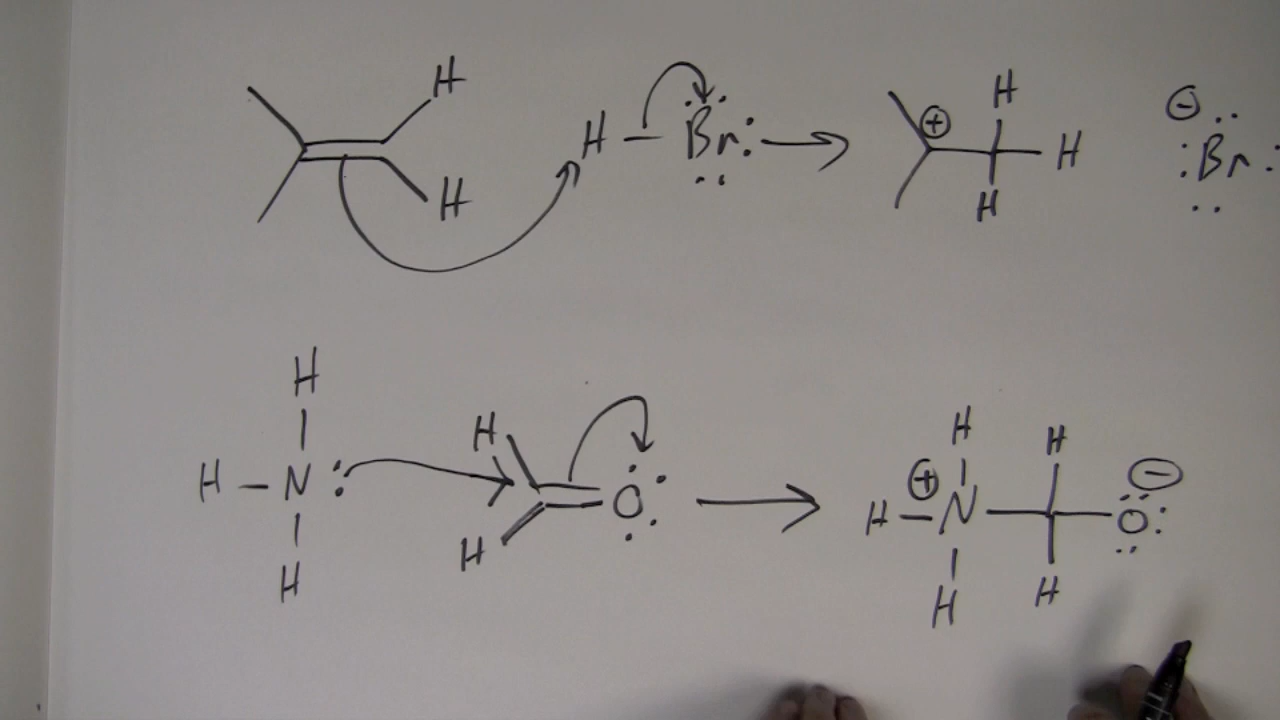 H H – Br: → ⊕ H ⊖
H H H :Br:
H
H H H H
H – N: O → H – N⊕ O: ⊖
H H H H